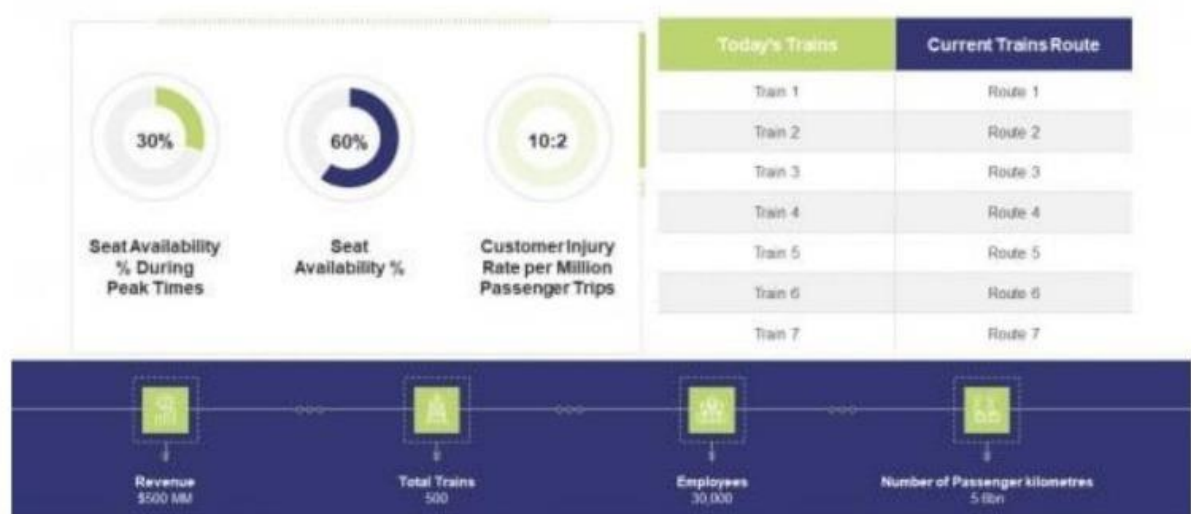 30%
60%
10:2
Seat Availability
% During
Peak Times
Seat
Availability %
Customer Injury
Rate per Million
Passenger Trips
Today's Trains Current Trains Route
Train 1 Route 1
Train 2 Route 2
Train 3 Route 3
Train 4 Route 4
Train 5 Route 5
Train 6 Route 6
Train 7 Route 7
Revenue
$500 MM
Total Trains
500
Employees
30,000
Number of Passenger kilometres
5.6bn